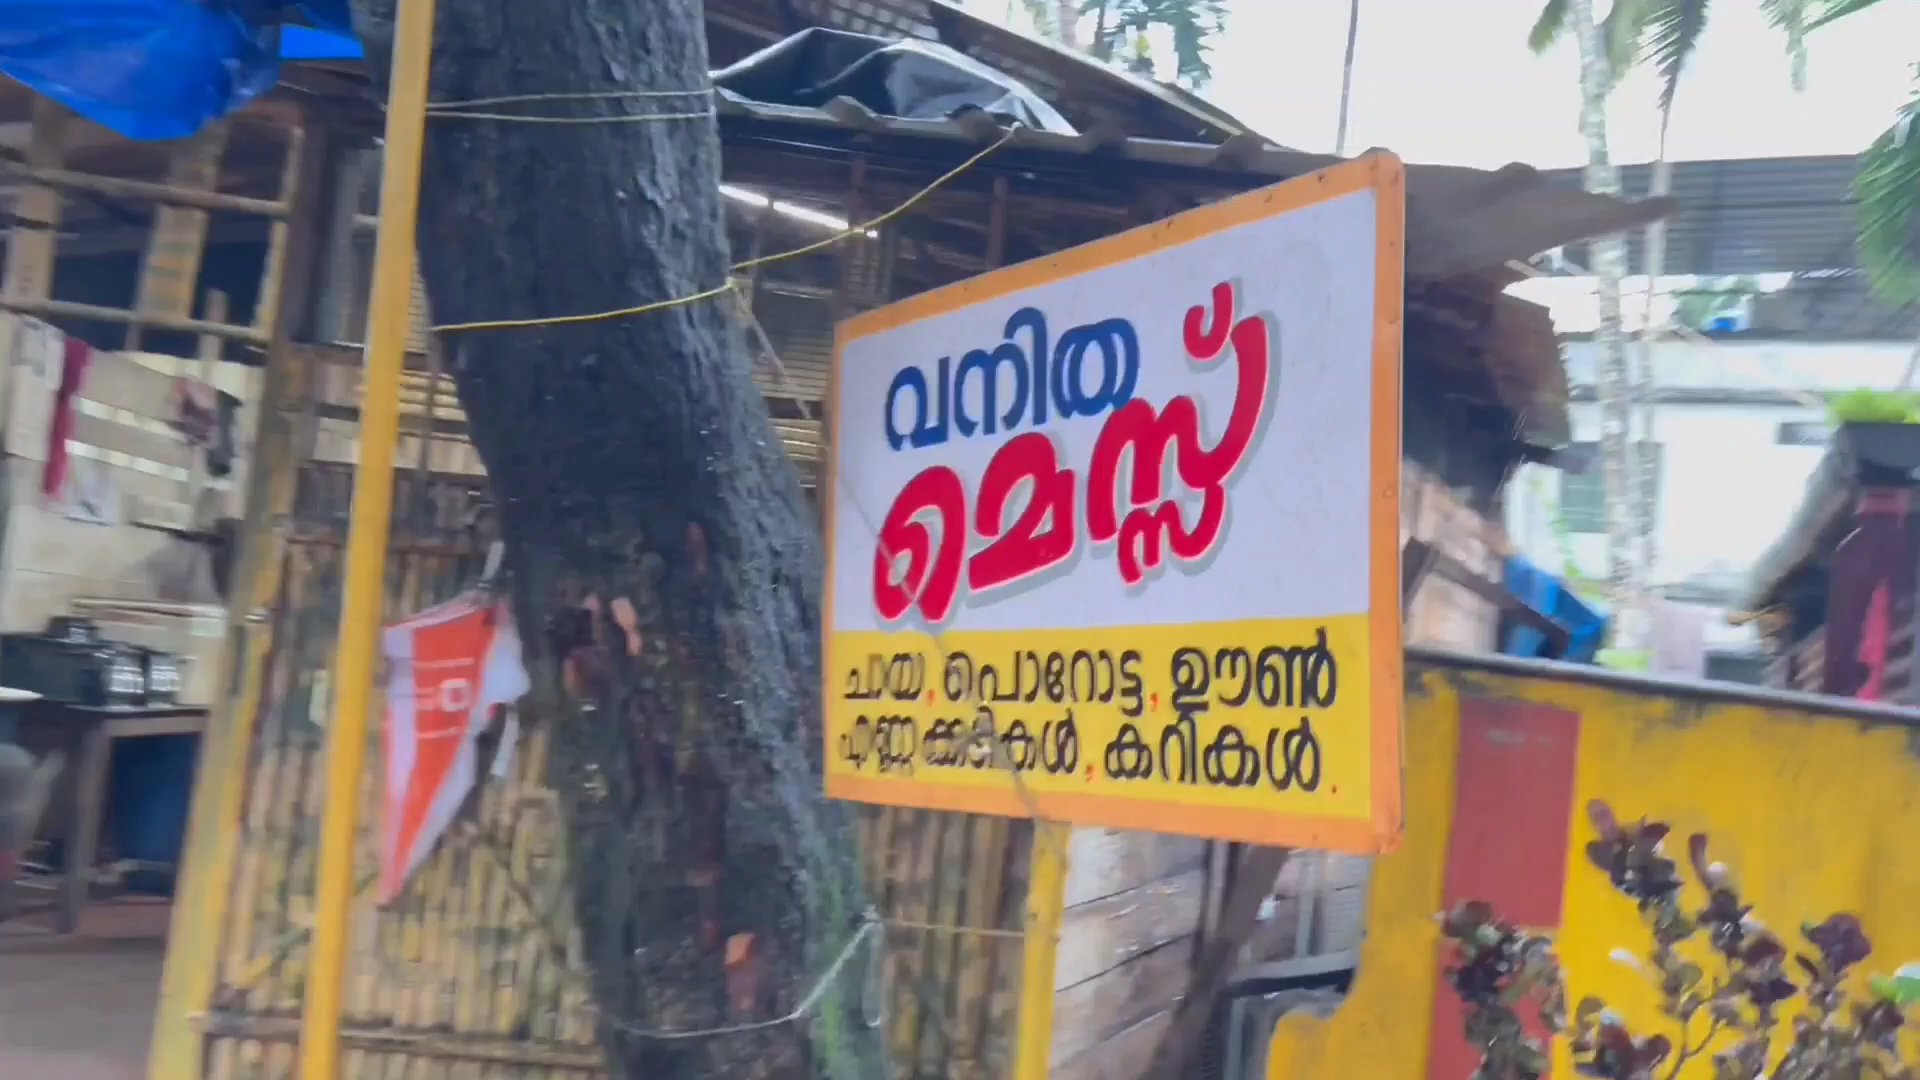 വനിത
മെസ്സ്
ചായ, പൊറോട്ട, ഊൺ
എണ്ണക്കടികൾ, കറികൾ.